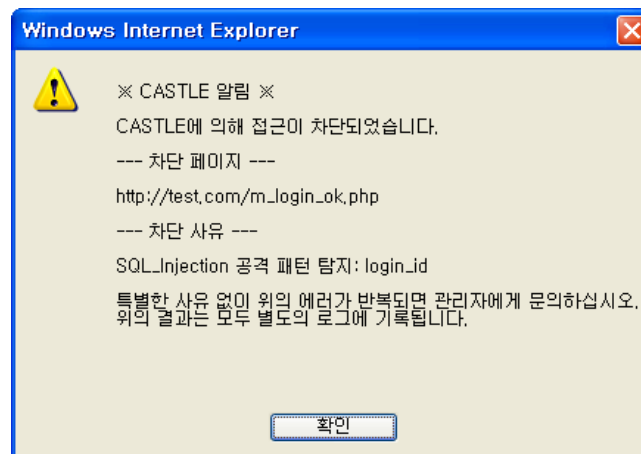 Windows Internet Explorer
※ CASTLE 알림 ※
CASTLE에 의해 접근이 차단되었습니다.
--- 차단 페이지 ---
http://test.com/m_login_ok.php
--- 차단 사유 ---
SQL_Injection 공격 패턴 탐지: login_id
특별한 사유 없이 위의 에러가 반복되면 관리자에게 문의하십시오.
위의 결과는 모두 별도의 로그에 기록됩니다.
확인